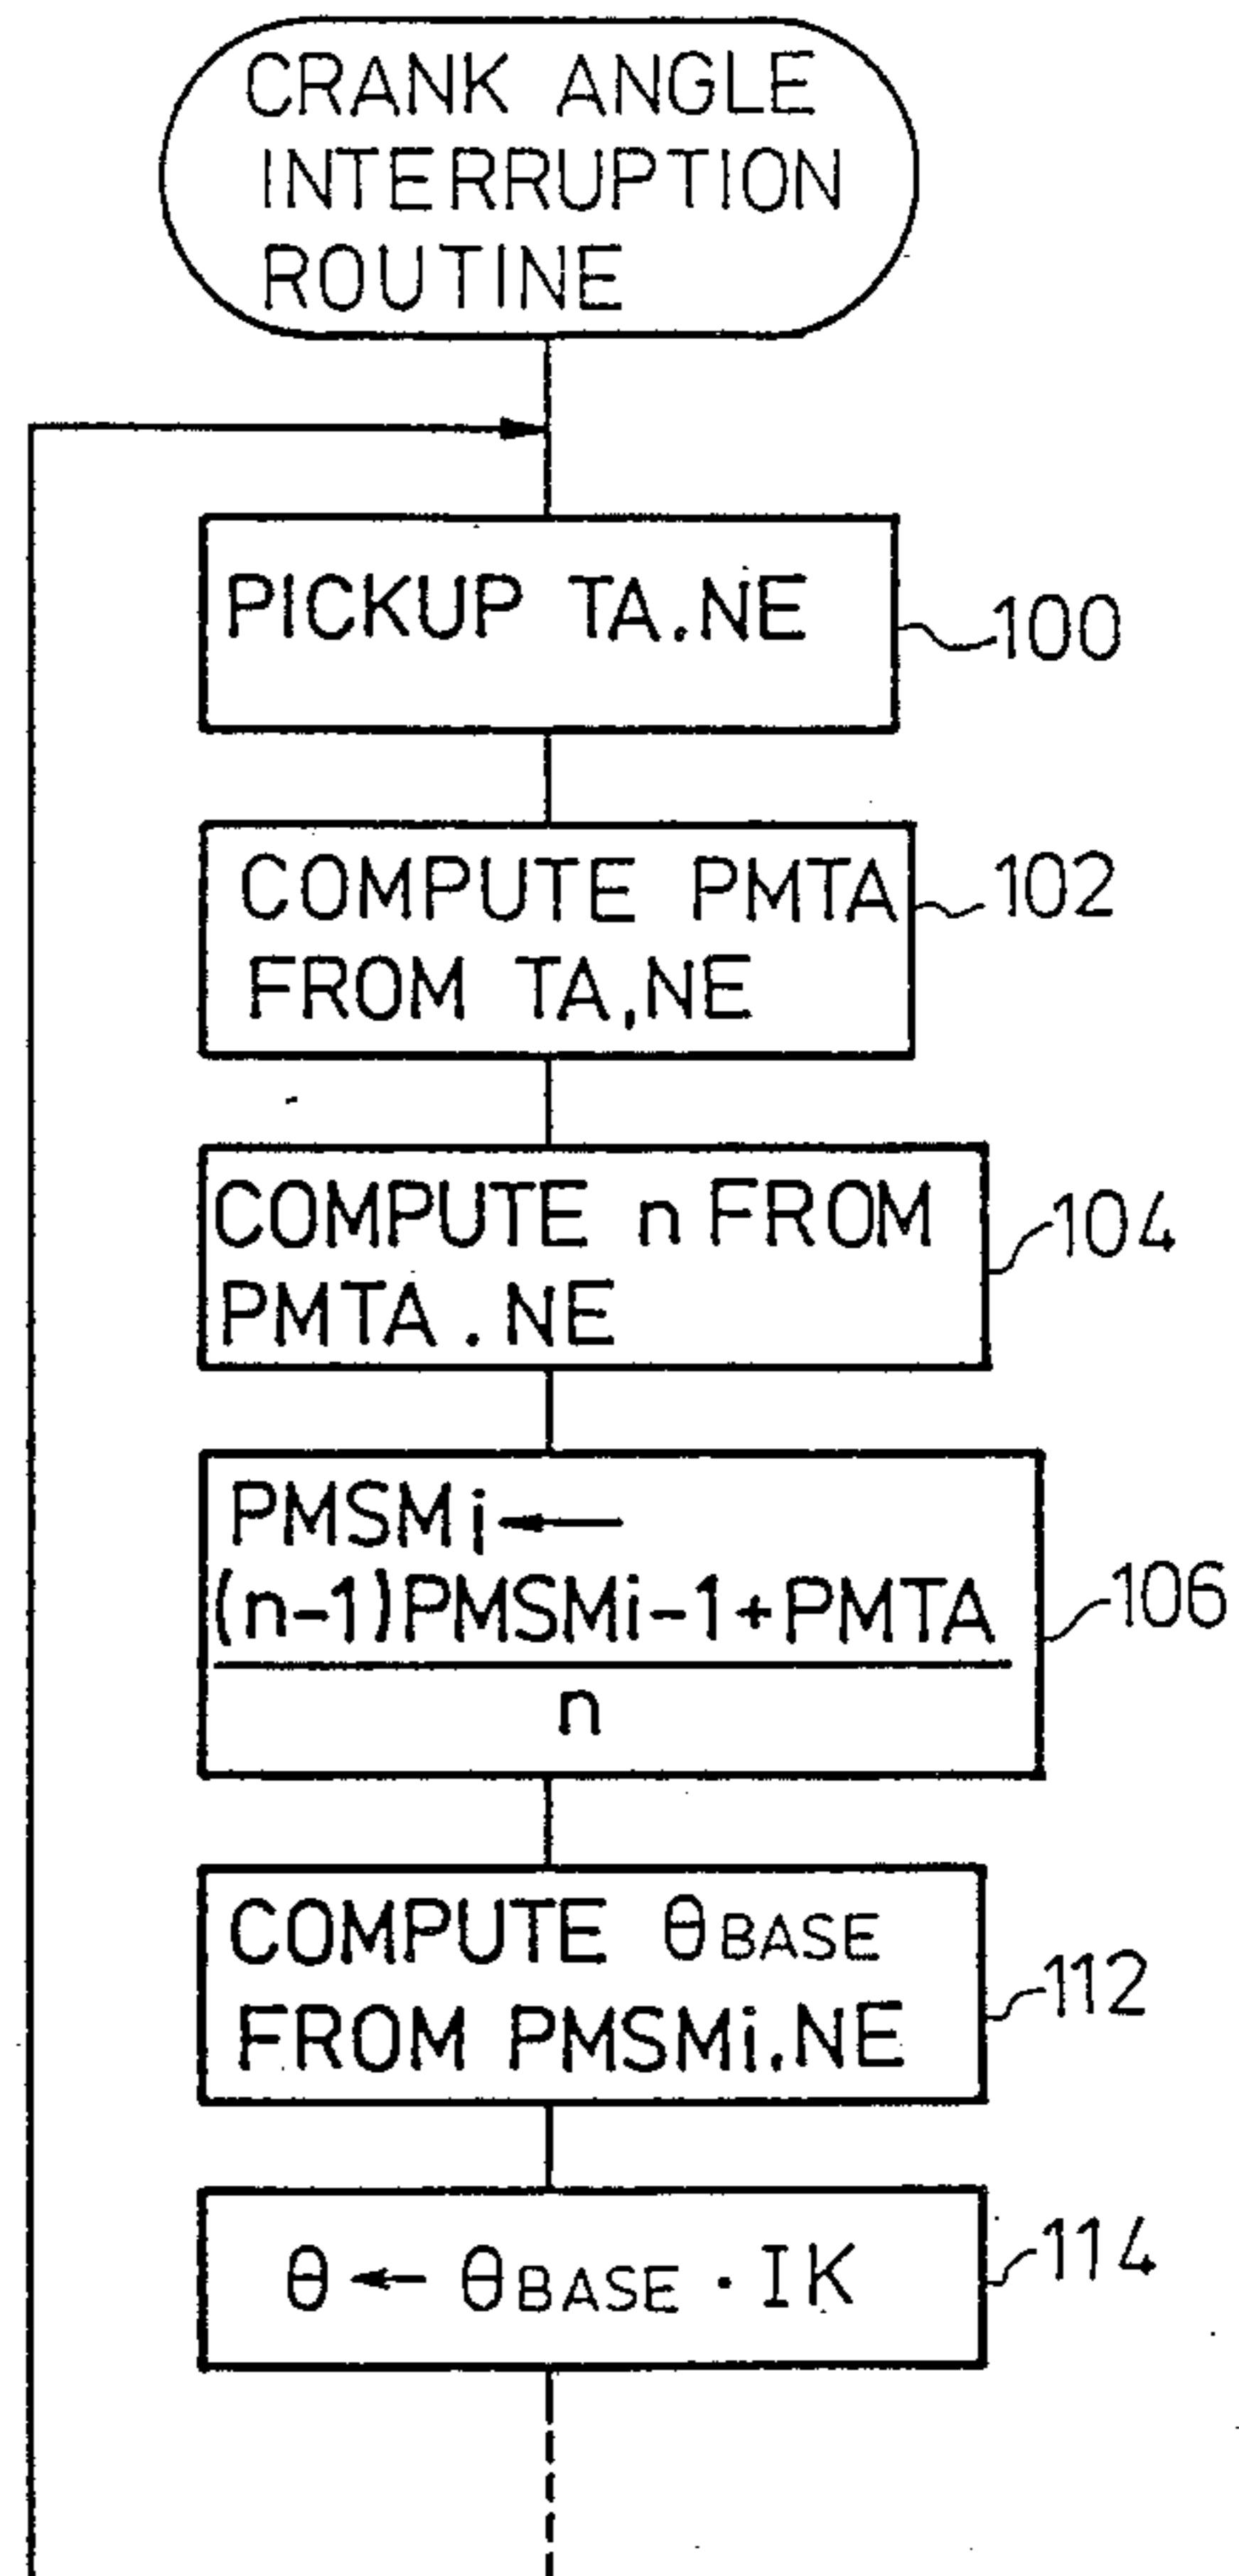 CRANK ANGLE
INTERRUPTION
ROUTINE
PICKUP TA.NE
100
COMPUTE PMTA
FROM TA,NE
102
COMPUTE n FROM
PMTA.NE
104
PMSMi←
(n-1)PMSMi-1+PMTA
n
106
COMPUTE θBASE
FROM PMSMi.NE
112
θ ← θBASE · IK
114